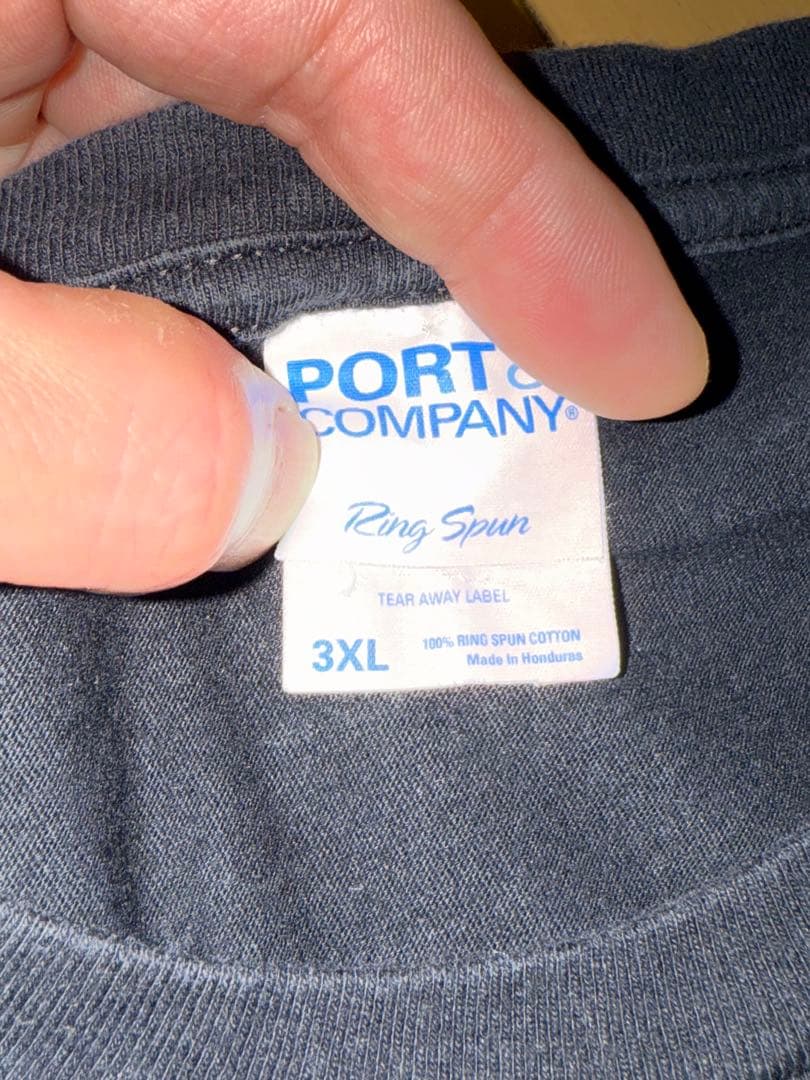 PORT
COMPANY®
Ring Spun
TEAR AWAY LABEL
3XL
100% RING SPUN COTTON
Made In Honduras